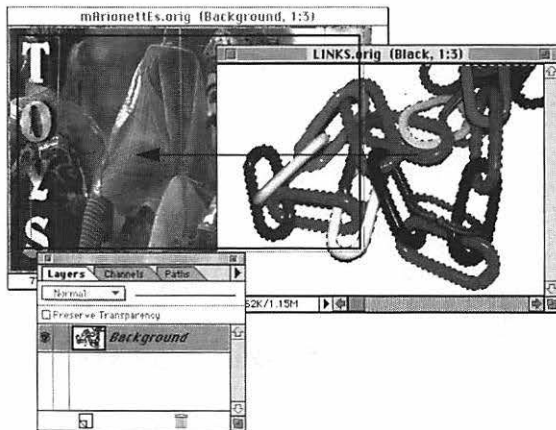 mArionettEs.orig (Background, 1:3)
LINKS.orig (Black, 1:3)
TOYS
Layers Channels Paths
Normal
Preserve Transparency
Background
52K/1.15M